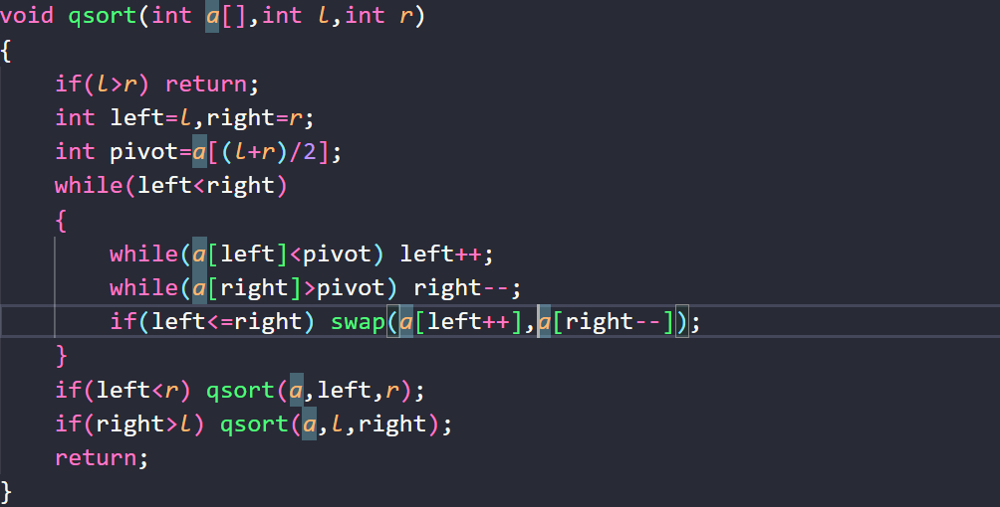 void qsort(int a[],int l,int r)
{
    if(l>r) return;
    int left=l,right=r;
    int pivot=a[(l+r)/2];
    while(left<right)
    {
        while(a[left]<pivot) left++;
        while(a[right]>pivot) right--;
        if(left<=right) swap(a[left++],a[right--]);
    }
    if(left<r) qsort(a,left,r);
    if(right>l) qsort(a,l,right);
    return;
}